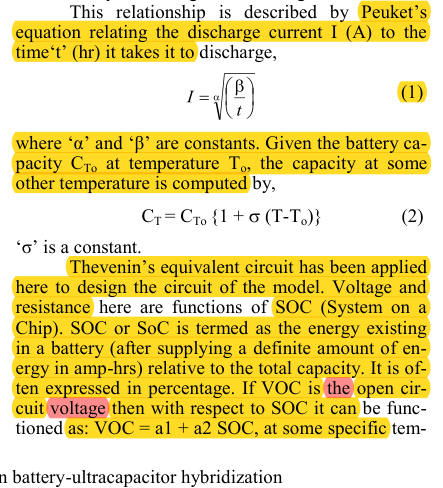 This relationship is described by Peuket's
equation relating the discharge current I (A) to the
time‘t’ (hr) it takes it to discharge,
I = α√(β/t) (1)
where ‘α’ and ‘β’ are constants. Given the battery ca-
pacity CTo at temperature To, the capacity at some
other temperature is computed by,
CT = CTo {1 + σ (T-To)} (2)
‘σ’ is a constant.
Thevenin’s equivalent circuit has been applied
here to design the circuit of the model. Voltage and
resistance here are functions of SOC (System on a
Chip). SOC or SoC is termed as the energy existing
in a battery (after supplying a definite amount of en-
ergy in amp-hrs) relative to the total capacity. It is of-
ten expressed in percentage. If VOC is the open cir-
cuit voltage then with respect to SOC it can be func-
tioned as: VOC = a1 + a2 SOC, at some specific tem-
n battery-ultracapacitor hybridization